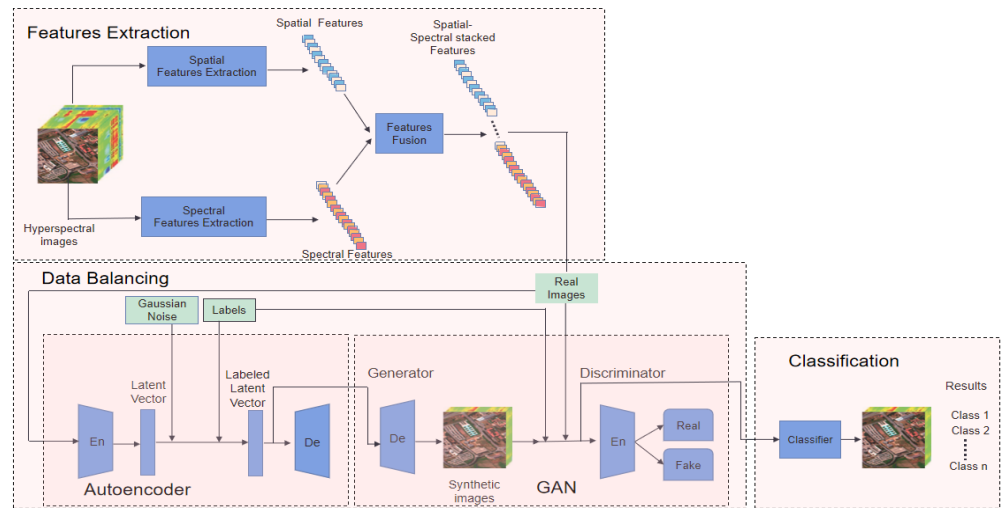 Features Extraction
Spatial
Features Extraction
Spatial Features
Spatial-
Spectral stacked
Features
Features
Fusion
Hyperspectral
images
Spectral
Features Extraction
Spectral Features
Data Balancing
Real
Images
Gaussian
Noise
Labels
Latent
Vector
Labeled
Latent
Vector
En
De
Autoencoder
Generator
De
Synthetic
images
Discriminator
En
Real
Fake
GAN
Classification
Results
Classifier
Class 1
Class 2
Class n